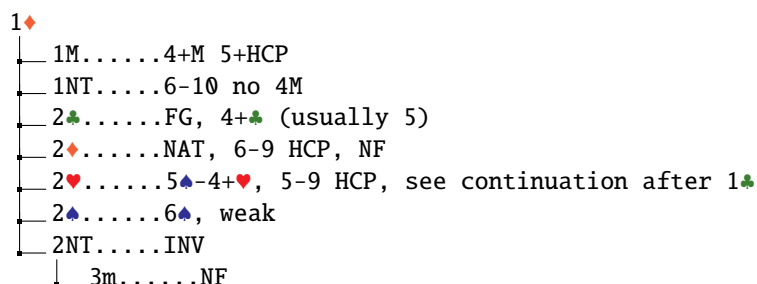 1♦
1M......4+M 5+HCP
1NT.....6-10 no 4M
2♣......FG, 4+♣ (usually 5)
2♦......NAT, 6-9 HCP, NF
2♥......5♠-4+♥, 5-9 HCP, see continuation after 1♣
2♠......6♠, weak
2NT.....INV
3m......NF